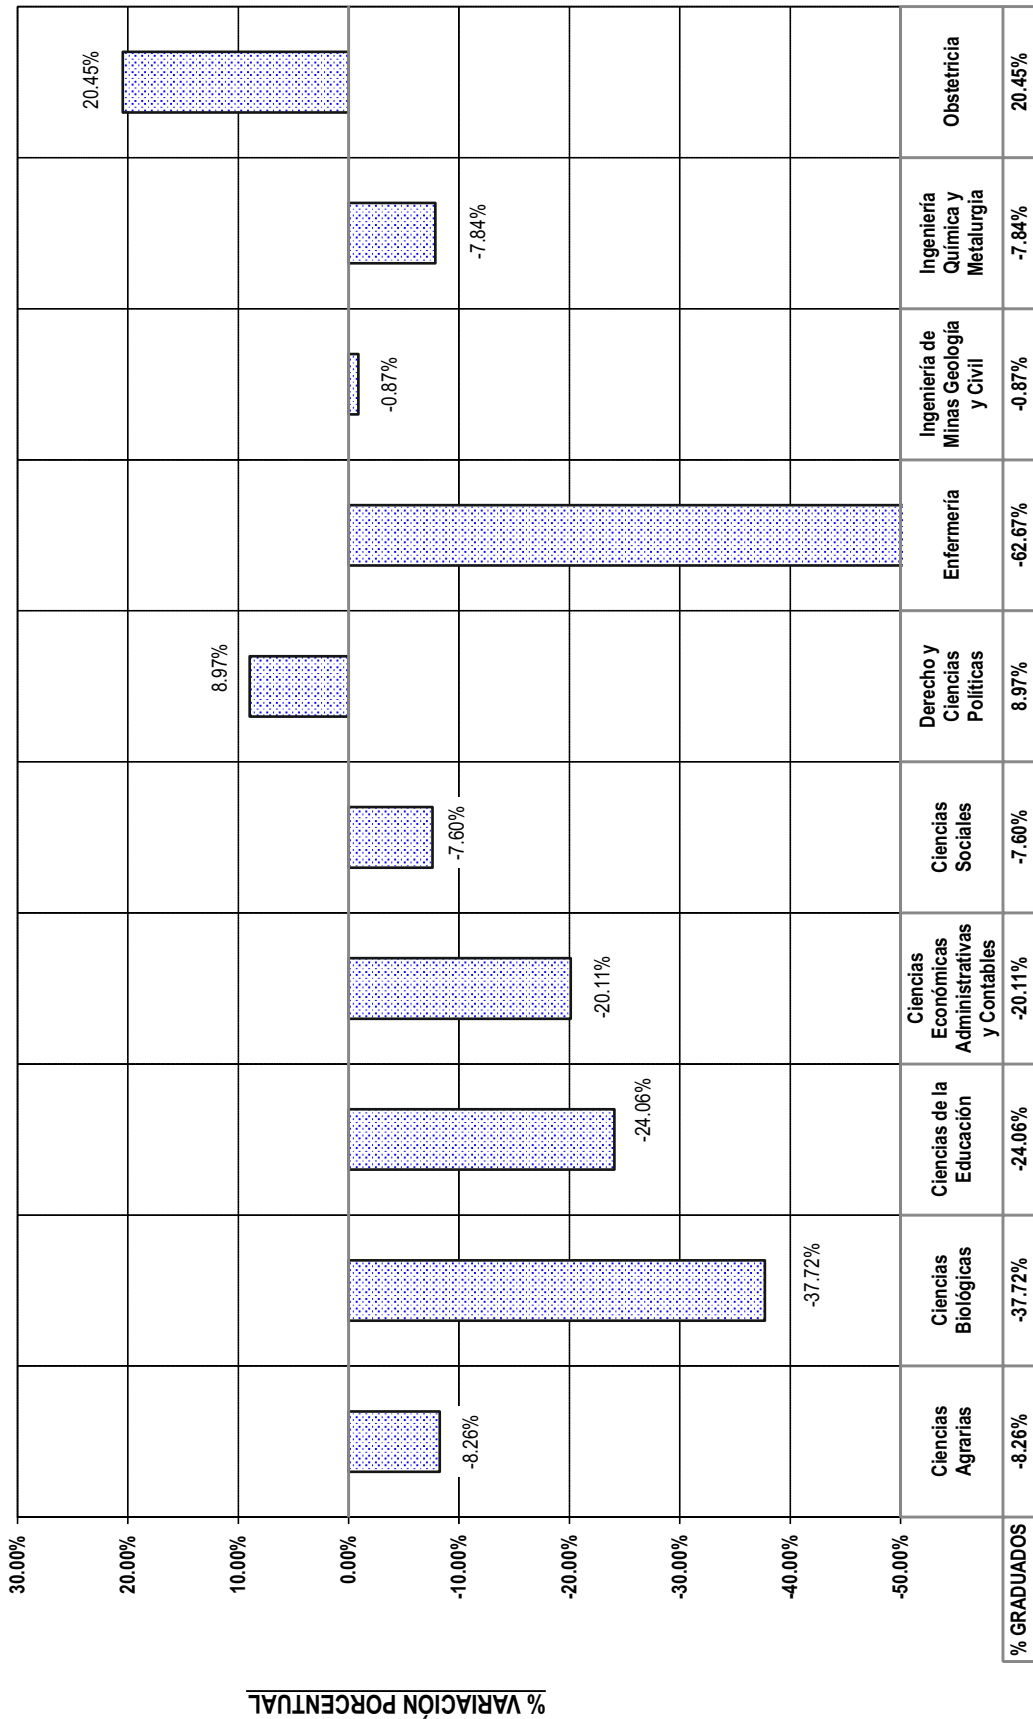 % VARIACIÓN PORCENTUAL
30.00%
20.00%
10.00%
0.00%
-10.00%
-20.00%
-30.00%
-40.00%
-50.00%
-8.26%
-37.72%
-24.06%
-20.11%
-7.60%
8.97%
-0.87%
-7.84%
20.45%
Ciencias
Agrarias
Ciencias
Biológicas
Ciencias de la
Educación
Ciencias
Económicas
Administrativas
y Contables
Ciencias
Sociales
Derecho y
Ciencias
Políticas
Enfermería
Ingeniería de
Minas Geología
y Civil
Ingeniería
Química y
Metalurgia
Obstetricia
% GRADUADOS
-8.26%
-37.72%
-24.06%
-20.11%
-7.60%
8.97%
-62.67%
-0.87%
-7.84%
20.45%